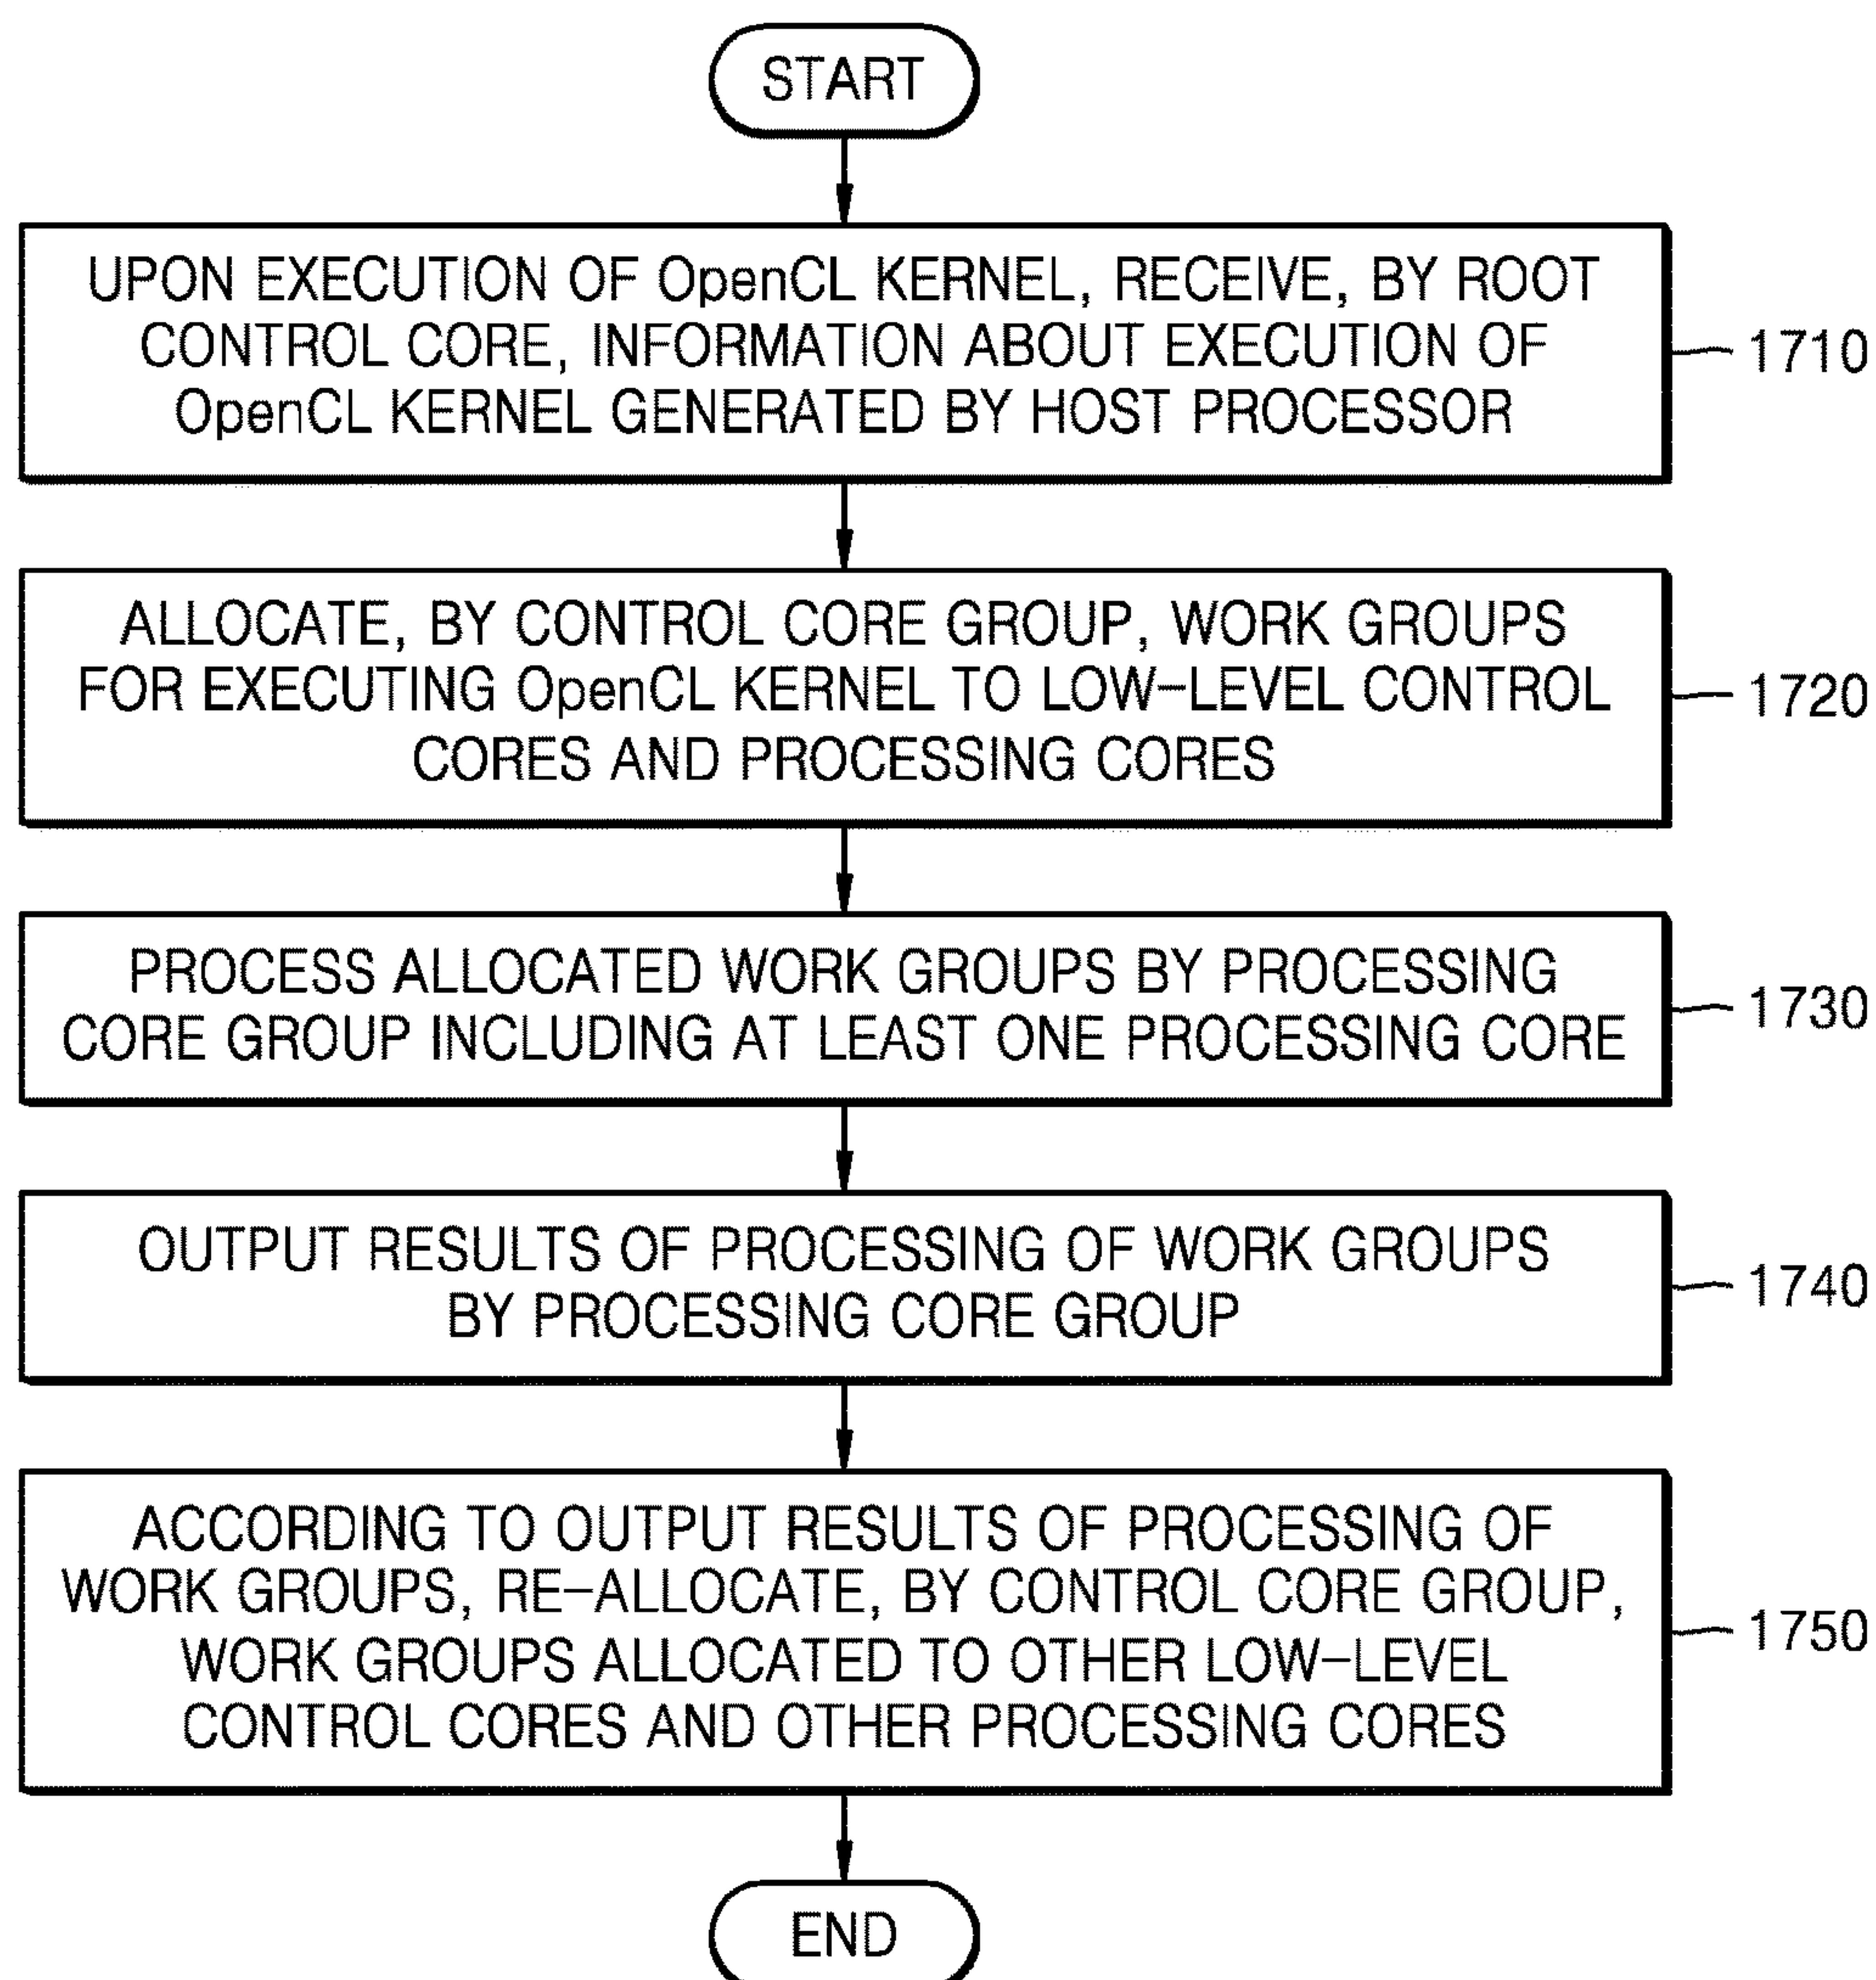 START
UPON EXECUTION OF OpenCL KERNEL, RECEIVE, BY ROOT
CONTROL CORE, INFORMATION ABOUT EXECUTION OF
OpenCL KERNEL GENERATED BY HOST PROCESSOR
1710
ALLOCATE, BY CONTROL CORE GROUP, WORK GROUPS
FOR EXECUTING OpenCL KERNEL TO LOW-LEVEL CONTROL
CORES AND PROCESSING CORES
1720
PROCESS ALLOCATED WORK GROUPS BY PROCESSING
CORE GROUP INCLUDING AT LEAST ONE PROCESSING CORE
1730
OUTPUT RESULTS OF PROCESSING OF WORK GROUPS
BY PROCESSING CORE GROUP
1740
ACCORDING TO OUTPUT RESULTS OF PROCESSING OF
WORK GROUPS, RE-ALLOCATE, BY CONTROL CORE GROUP,
WORK GROUPS ALLOCATED TO OTHER LOW-LEVEL
CONTROL CORES AND OTHER PROCESSING CORES
1750
END